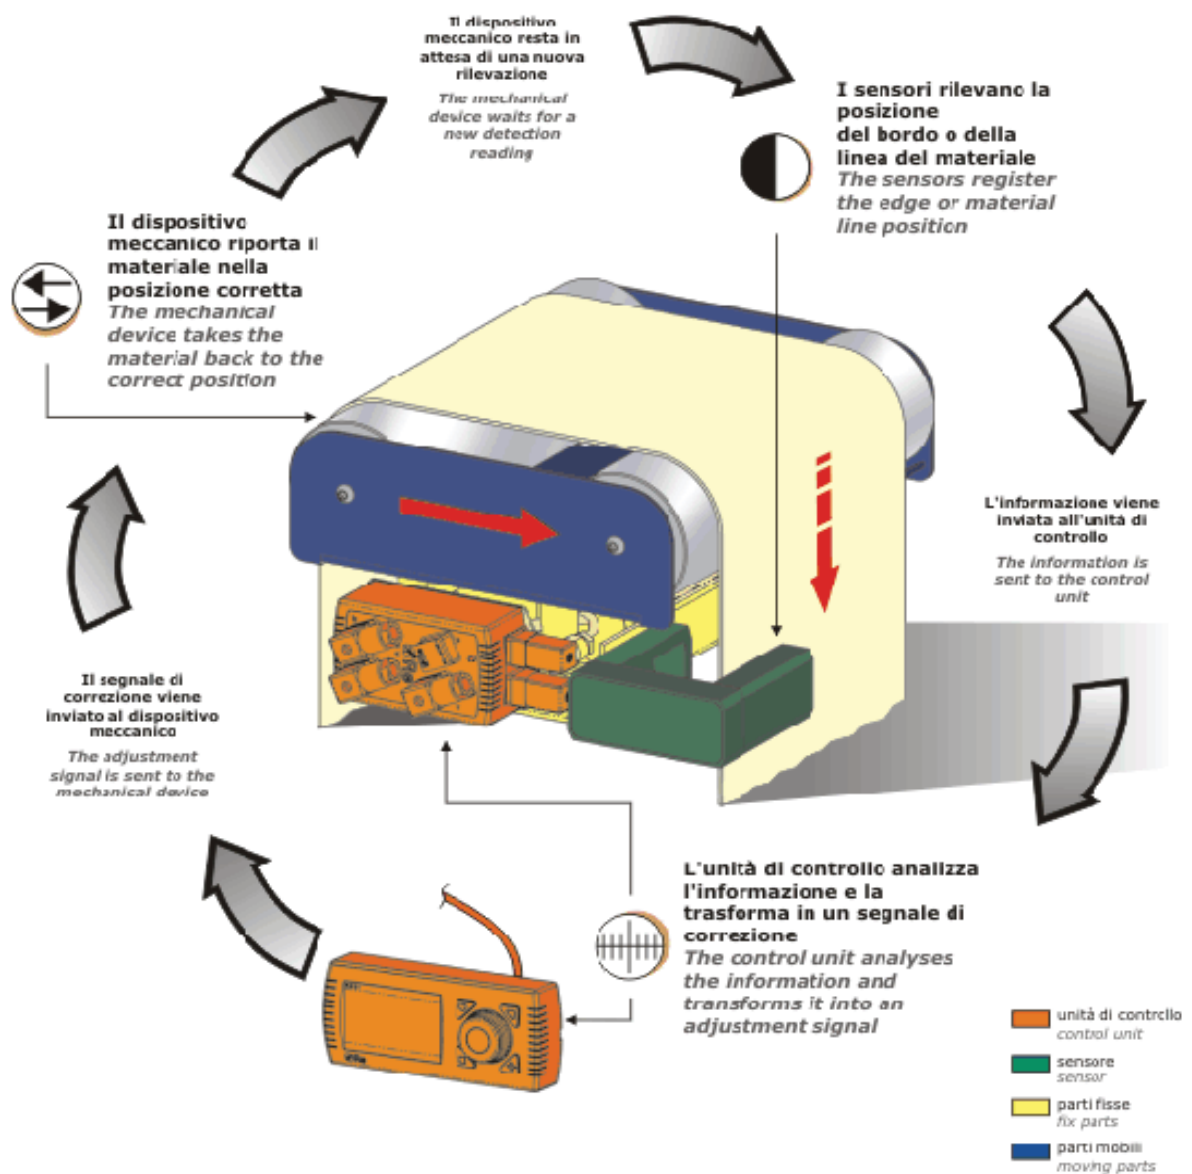 Il dispositivo
meccanico resta in
attesa di una nuova
rilevazione
The mechanical
device waits for a
new detection
reading
I sensori rilevano la
posizione
del bordo o della
linea del materiale
The sensors register
the edge or material
line position
L'informazione viene
inviata all'unità di
controllo
The information is
sent to the control
unit
L'unità di controllo analizza
l'informazione e la
trasforma in un segnale di
correzione
The control unit analyses
the information and
transforms it into an
adjustment signal
Il segnale di
correzione viene
inviato al dispositivo
meccanico
The adjustment
signal is sent to the
mechanical device
Il dispositivo
meccanico riporta il
materiale nella
posizione corretta
The mechanical
device takes the
material back to the
correct position
unità di controllo
control unit
sensore
sensor
parti fisse
fix parts
parti mobili
moving parts